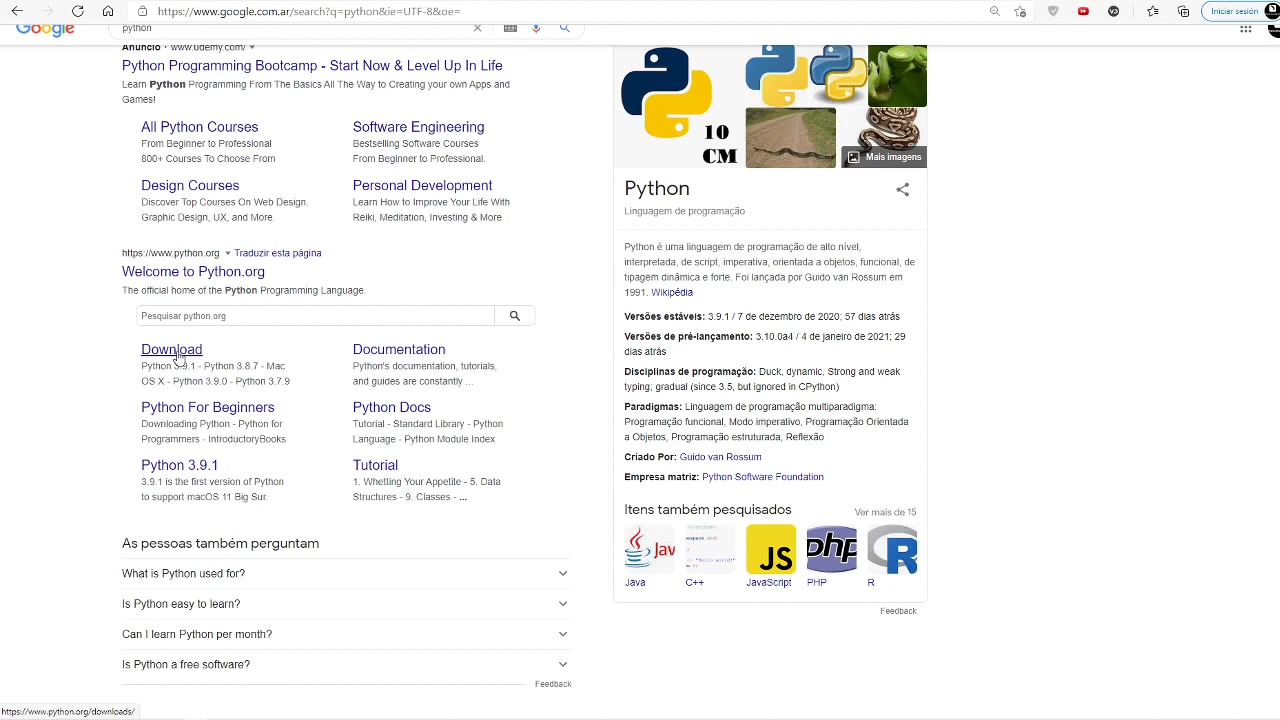 https://www.google.com.ar/search?q=python&ie=UTF-8&oe=
Iniciar sesión
Google
python
Anúncio · www.udemy.com/
Python Programming Bootcamp - Start Now & Level Up In Life
Learn Python Programming From The Basics All The Way to Creating your own Apps and
Games!
All Python Courses
From Beginner to Professional
800+ Courses To Choose From
Software Engineering
Bestselling Software Courses
From Beginner to Professional.
Design Courses
Discover Top Courses On Web Design.
Graphic Design, UX, and More.
Personal Development
Learn How to Improve Your Life With
Reiki, Meditation, Investing & More
https://www.python.org Traduzir esta página
Welcome to Python.org
The official home of the Python Programming Language.
Pesquisar python.org
Download
Python 3.9.1 - Python 3.8.7 - Mac
OS X - Python 3.9.0 - Python 3.7.9
Documentation
Python's documentation, tutorials,
and guides are constantly ...
Python For Beginners
Downloading Python - Python for
Programmers - IntroductoryBooks
Python Docs
Tutorial - Standard Library - Python
Language - Python Module Index
Python 3.9.1
3.9.1 is the first version of Python
to support macOS 11 Big Sur.
Tutorial
1. Whetting Your Appetite - 5. Data
Structures - 9. Classes - ...
As pessoas também perguntam
What is Python used for?
Is Python easy to learn?
Can I learn Python per month?
Is Python a free software?
Feedback
https://www.python.org/downloads/
10
CM
Mais imagens
Python
Linguagem de programação
Python é uma linguagem de programação de alto nível,
interpretada, de script, imperativa, orientada a objetos, funcional, de
tipagem dinâmica e forte. Foi lançada por Guido van Rossum em
1991. Wikipédia
Versões estáveis: 3.9.1 / 7 de dezembro de 2020; 57 dias atrás
Versões de pré-lançamento: 3.10.0a4 / 4 de janeiro de 2021; 29
dias atrás
Disciplinas de programação: Duck, dynamic, Strong and weak
typing; gradual (since 3.5, but ignored in CPython)
Paradigmas: Linguagem de programação multiparadigma:
Programação funcional, Modo imperativo, Programação Orientada
a Objetos, Programação estruturada, Reflexão
Criado Por: Guido van Rossum
Empresa matriz: Python Software Foundation
Itens também pesquisados
Ver mais de 15
Jav
JS
php
R
Java
C++
JavaScript
PHP
R
Feedback